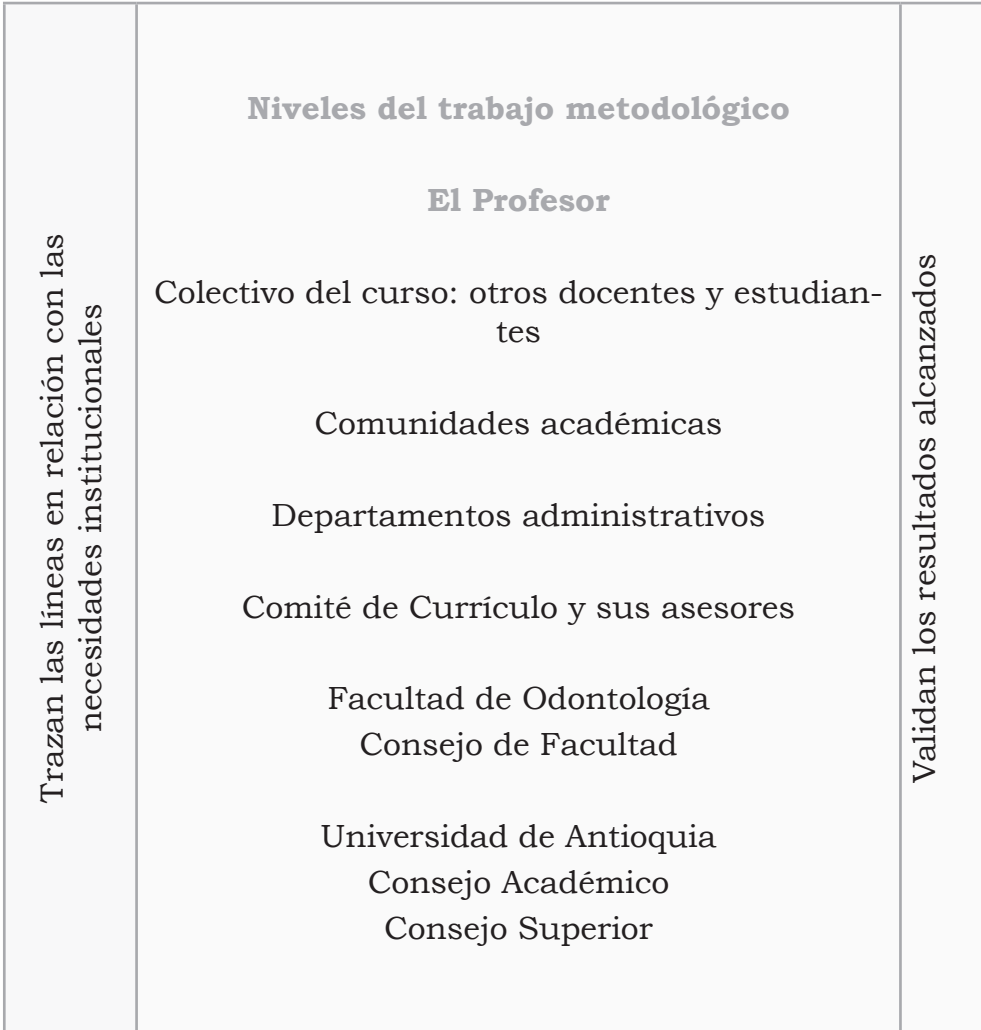 Trazan las líneas en relación con las
necesidades institucionales
Niveles del trabajo metodológico
El Profesor
Colectivo del curso: otros docentes y estudian-
tes
Comunidades académicas
Departamentos administrativos
Comité de Currículo y sus asesores
Facultad de Odontología
Consejo de Facultad
Universidad de Antioquia
Consejo Académico
Consejo Superior
Validan los resultados alcanzados